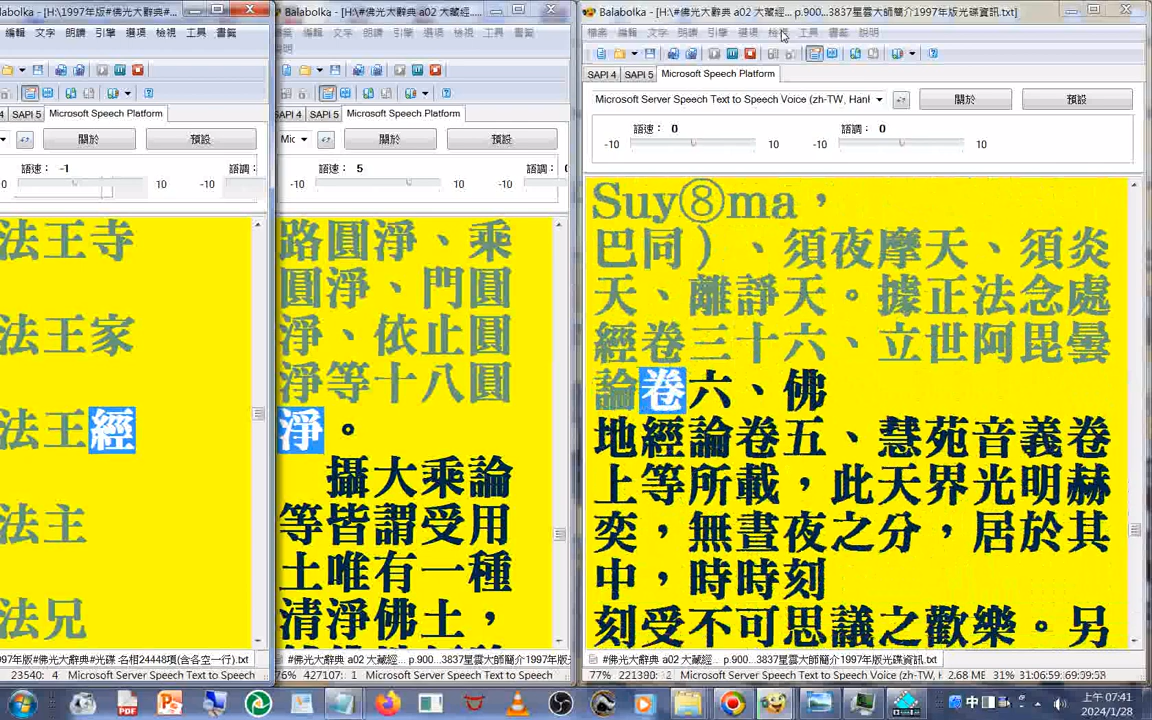 H:\1997年版#佛光大辭典#...
編輯 文字 朗讀 引擎 選項 檢視 工具 書籤
4 SAPI 5 Microsoft Speech Platform
關於 預設
語速： -1 語調：
0 10 -10
法王寺
法王家
法王經
法主
法兄
97年版#佛光大辭典#光碟 名相24448項(含各空一行).txt
23540: 4 Microsoft Server Speech Text to Speech
Balabolka - [H:\#佛光大辭典 a02 大藏經...
檔案 編輯 文字 朗讀 引擎 選項 檢視 工具 書籤
說明
SAPI 4 SAPI 5 Microsoft Speech Platform
Mic 關於 預設
語速： 5 語調： 0
-10 10 -10
路圓淨、乘
圓淨、門圓
淨、依止圓
淨等十八圓
淨。
攝大乘論
等皆謂受用
土唯有一種
清淨佛土，
#佛光大辭典 a02 大藏經... p.900...3837星雲大師簡介1997年版光碟
76% 427107: 1 Microsoft Server Speech Text to Speech
Balabolka - [H:\#佛光大辭典 a02 大藏經... p.900...3837星雲大師簡介1997年版光碟資訊.txt]
檔案 編輯 文字 朗讀 引擎 選項 檢視 工具 書籤 說明
SAPI 4 SAPI 5 Microsoft Speech Platform
Microsoft Server Speech Text to Speech Voice (zh-TW, Hanl 關於 預設
語速： 0 語調： 0
-10 10 -10 10
Suy⑧ma，
巴同）、須夜摩天、須炎
天、離諍天。據正法念處
經卷三十六、立世阿毘曇
論卷六、佛
地經論卷五、慧苑音義卷
上等所載，此天界光明赫
奕，無晝夜之分，居於其
中，時時刻
刻受不可思議之歡樂。另
#佛光大辭典 a02 大藏經... p.900...3837星雲大師簡介1997年版光碟資訊.txt
77% 221380: 2 Microsoft Server Speech Text to Speech Voice (zh-TW, 2.68 MB 31% 31:06:59:69:39:58
中
上午 07:41
2024/1/28